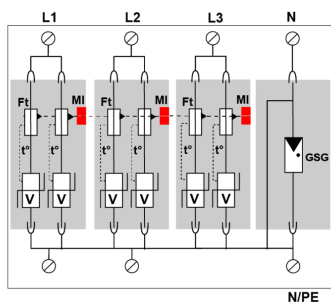 L1 L2 L3 N
Ft MI Ft MI Ft MI
t° t° t°
GSG
V V V V V V
N/PE